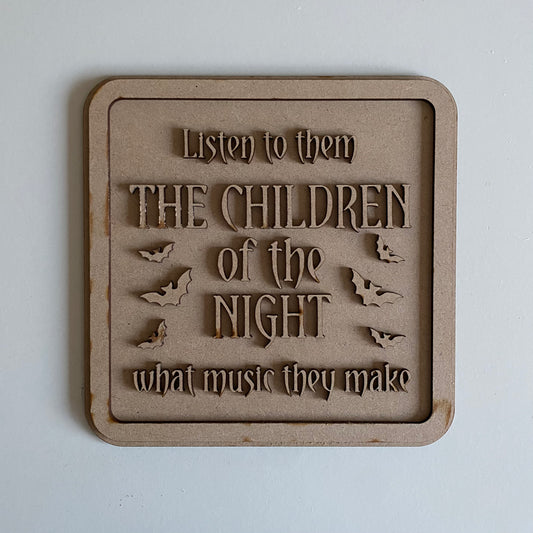 Listen to them
THE CHILDREN
of the
NIGHT
what music they make